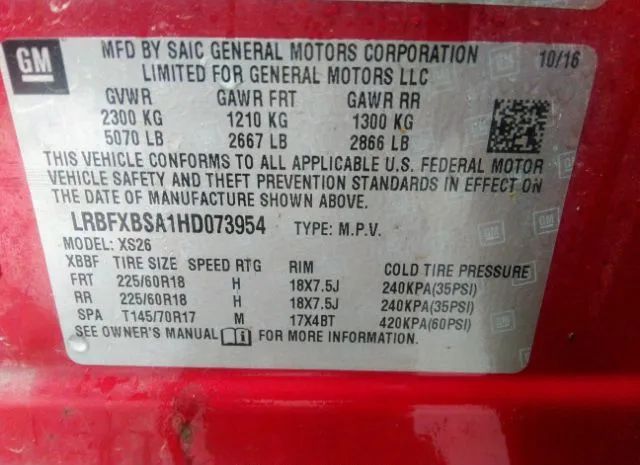 GM MFD BY SAIC GENERAL MOTORS CORPORATION 10/16
LIMITED FOR GENERAL MOTORS LLC
GVWR GAWR FRT GAWR RR
2300 KG 1210 KG 1300 KG
5070 LB 2667 LB 2866 LB
THIS VEHICLE CONFORMS TO ALL APPLICABLE U.S. FEDERAL MOTOR
VEHICLE SAFETY AND THEFT PREVENTION STANDARDS IN EFFECT ON
THE DATE OF MANUFACTURE SHOWN ABOVE.
LRBFXBSA1HD073954 TYPE: M.P.V.
MODEL: XS26
XBBF TIRE SIZE SPEED RTG RIM COLD TIRE PRESSURE
FRT 225/60R18 H 18X7.5J 240KPA(35PSI)
RR 225/60R18 H 18X7.5J 240KPA(35PSI)
SPA T145/70R17 M 17X4BT 420KPA(60PSI)
SEE OWNER'S MANUAL FOR MORE INFORMATION.